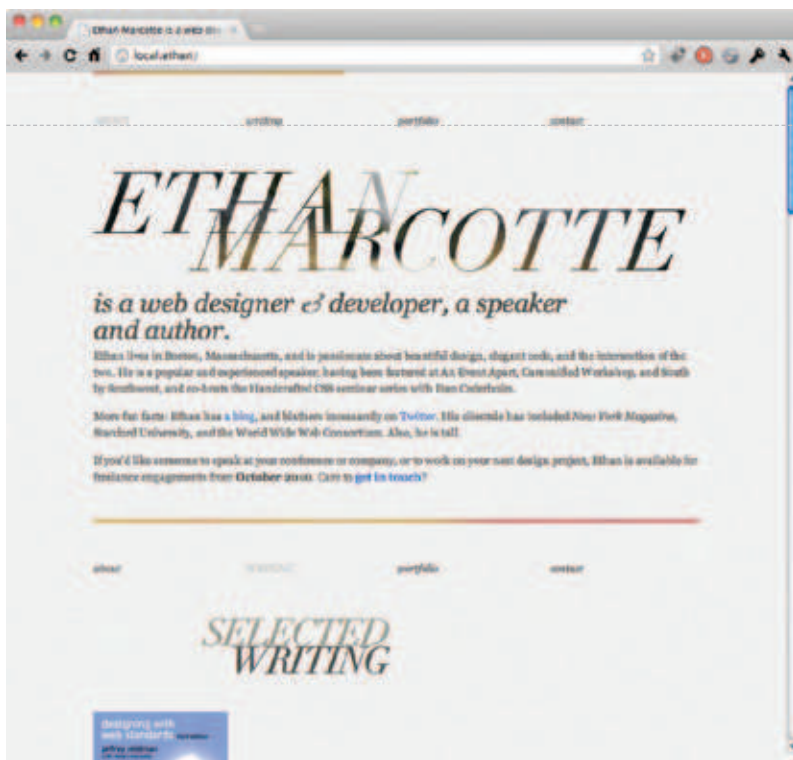 Ethan Marcotte is a web
local.ethan/
writing portfolio contact
ETHAN
MARCOTTE
is a web designer & developer, a speaker
and author.
Ethan lives in Boston, Massachusetts, and is passionate about beautiful design, elegant code, and the intersection of the
two. He is a popular and experienced speaker, having been featured at An Event Apart, Carsonified Workshop, and South
by Southwest, and co-hosts the Handcrafted CSS seminar series with Dan Cederholm.
More fun facts: Ethan has a blog, and blathers incessantly on Twitter. His clientele has included New York Magazine,
Stanford University, and the World Wide Web Consortium. Also, he is tall.
If you'd like someone to speak at your conference or company, or to work on your next design project, Ethan is available for
freelance engagements from October 2010. Care to get in touch?
about portfolio contact
SELECTED
WRITING
designing with
web standards
jeffrey zeldman